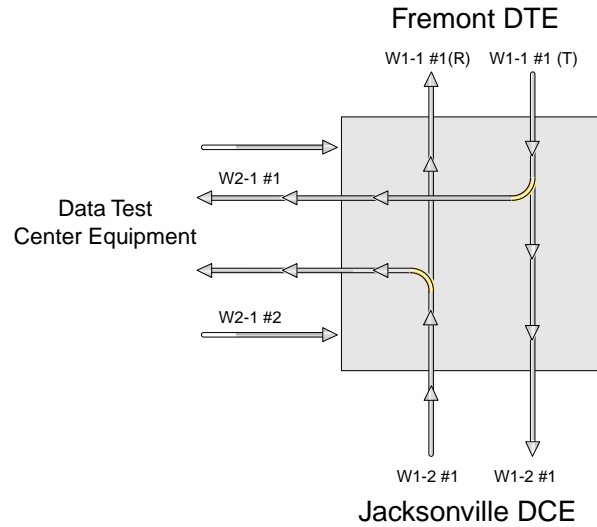 Fremont DTE
W1-1 #1(R)
W1-1 #1 (T)
W2-1 #1
Data Test
Center Equipment
W2-1 #2
W1-2 #1
W1-2 #1
Jacksonville DCE